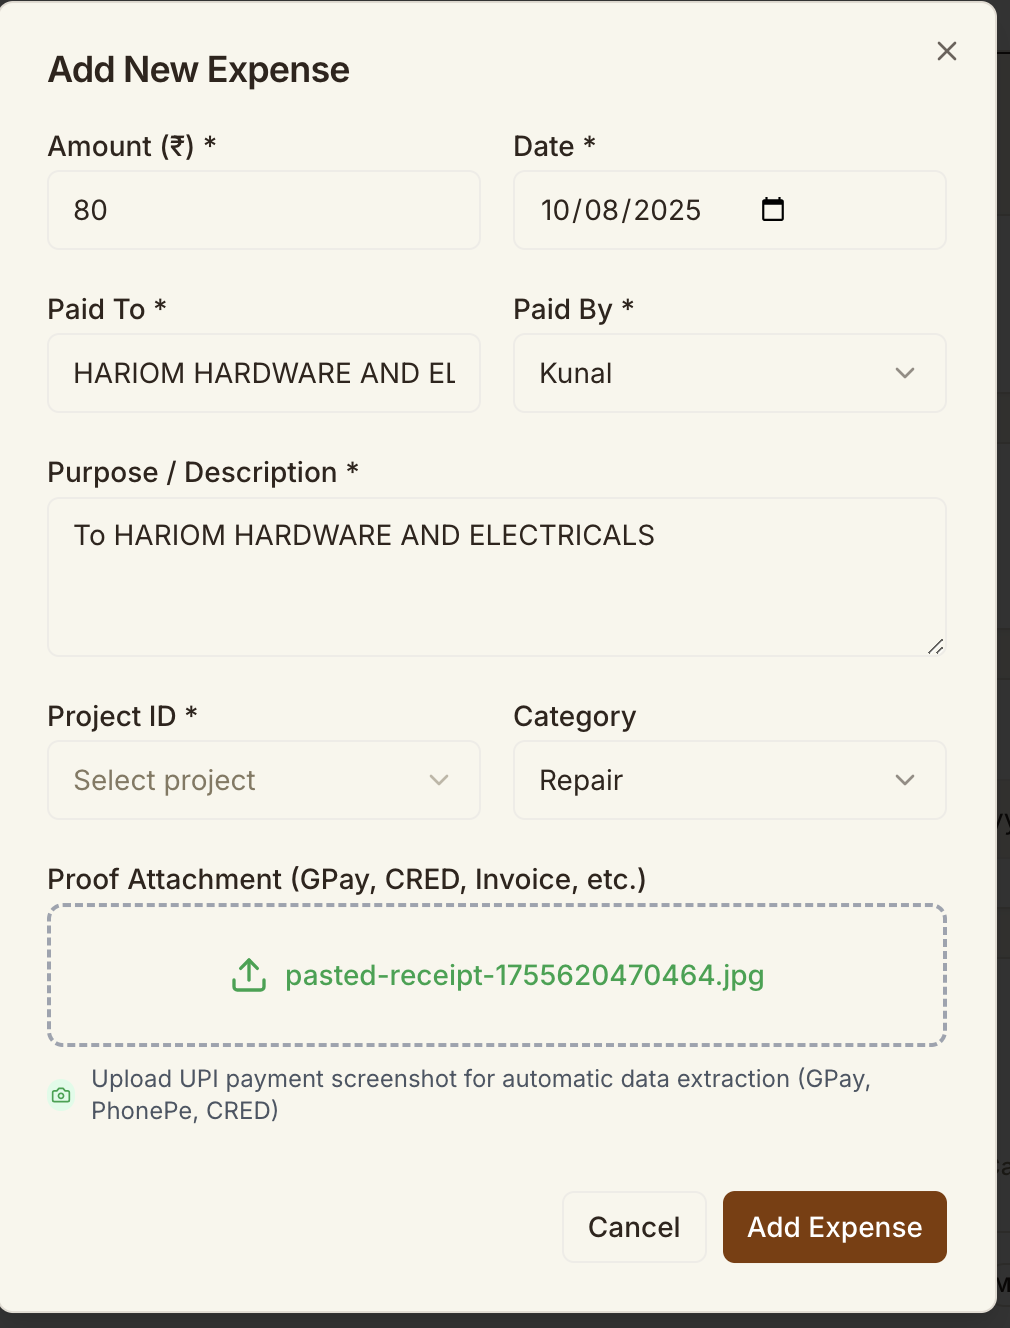 Add New Expense
Amount (₹) *
Date *
80
10/08/2025
Paid To *
Paid By *
HARIOM HARDWARE AND EL
Kunal
Purpose / Description *
To HARIOM HARDWARE AND ELECTRICALS
Project ID *
Category
Select project
Repair
Proof Attachment (GPay, CRED, Invoice, etc.)
pasted-receipt-1755620470464.jpg
Upload UPI payment screenshot for automatic data extraction (GPay,
PhonePe, CRED)
Cancel
Add Expense